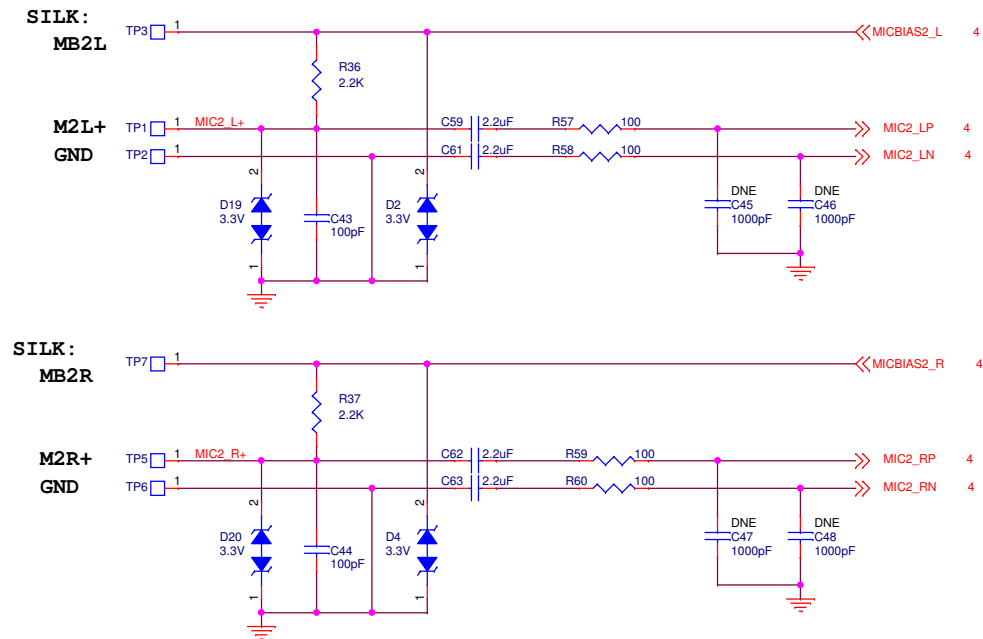 SILK:
MB2L
TP3
1
MICBIAS2_L
4
R36
2.2K
M2L+
TP1
1
MIC2_L+
C59
2.2uF
R57
100
MIC2_LP
4
GND
TP2
1
C61
2.2uF
R58
100
MIC2_LN
4
2
2
D19
3.3V
C43
100pF
D2
3.3V
DNE
C45
1000pF
DNE
C46
1000pF
1
1
SILK:
MB2R
TP7
1
MICBIAS2_R
4
R37
2.2K
M2R+
TP5
1
MIC2_R+
C62
2.2uF
R59
100
MIC2_RP
4
GND
TP6
1
C63
2.2uF
R60
100
MIC2_RN
4
2
2
D20
3.3V
C44
100pF
D4
3.3V
DNE
C47
1000pF
DNE
C48
1000pF
1
1